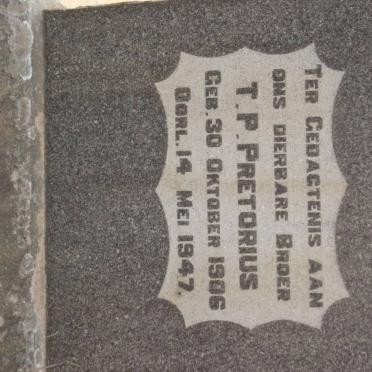 TER GEDAGTENIS AAN
ONS DIERBARE BROER
T. P. PRETORIUS
GEB. 30 OKTOBER 1906
OORL. 14 MEI 1947.